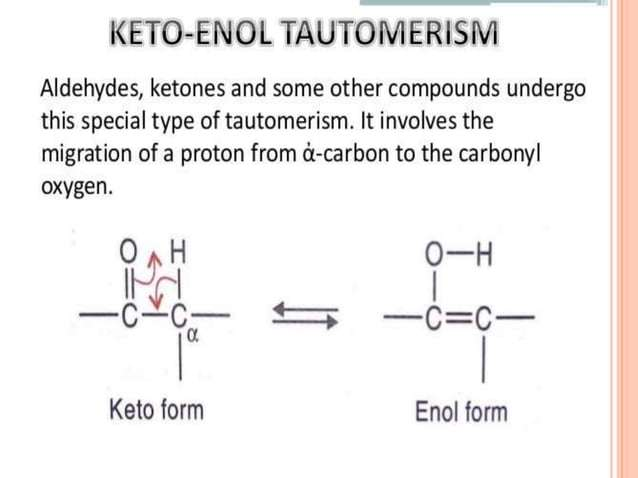 KETO-ENOL TAUTOMERISM
Aldehydes, ketones and some other compounds undergo
this special type of tautomerism. It involves the
migration of a proton from ἀ-carbon to the carbonyl
oxygen.
O H
O—H
—C—C—
α
—C=C—
Keto form
Enol form